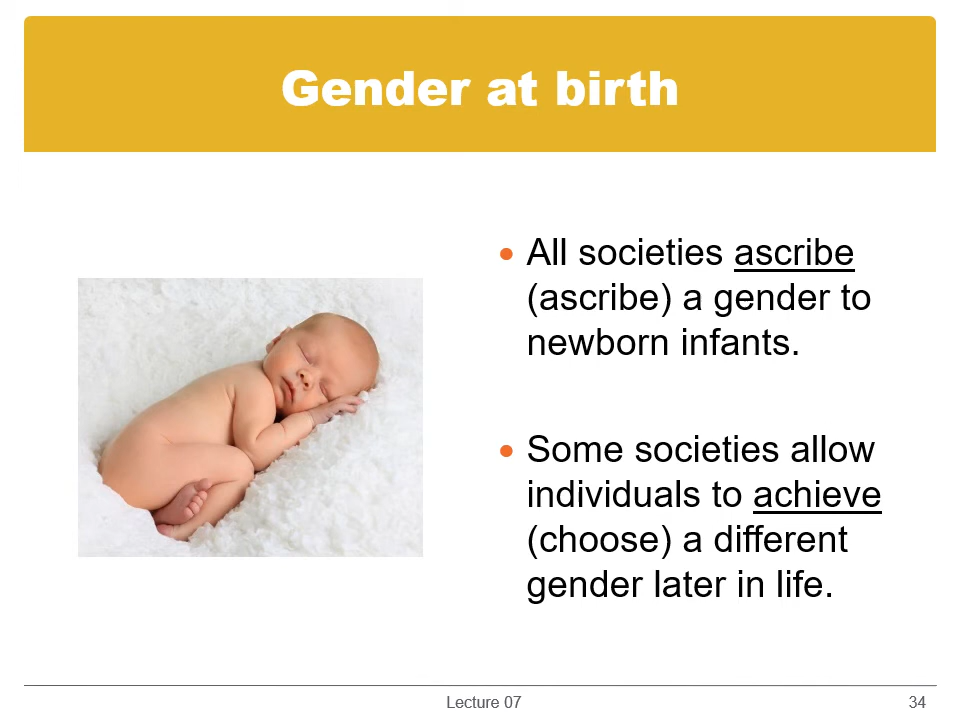 Gender at birth
All societies ascribe
(ascribe) a gender to
newborn infants.
Some societies allow
individuals to achieve
(choose) a different
gender later in life.
Lecture 07
34